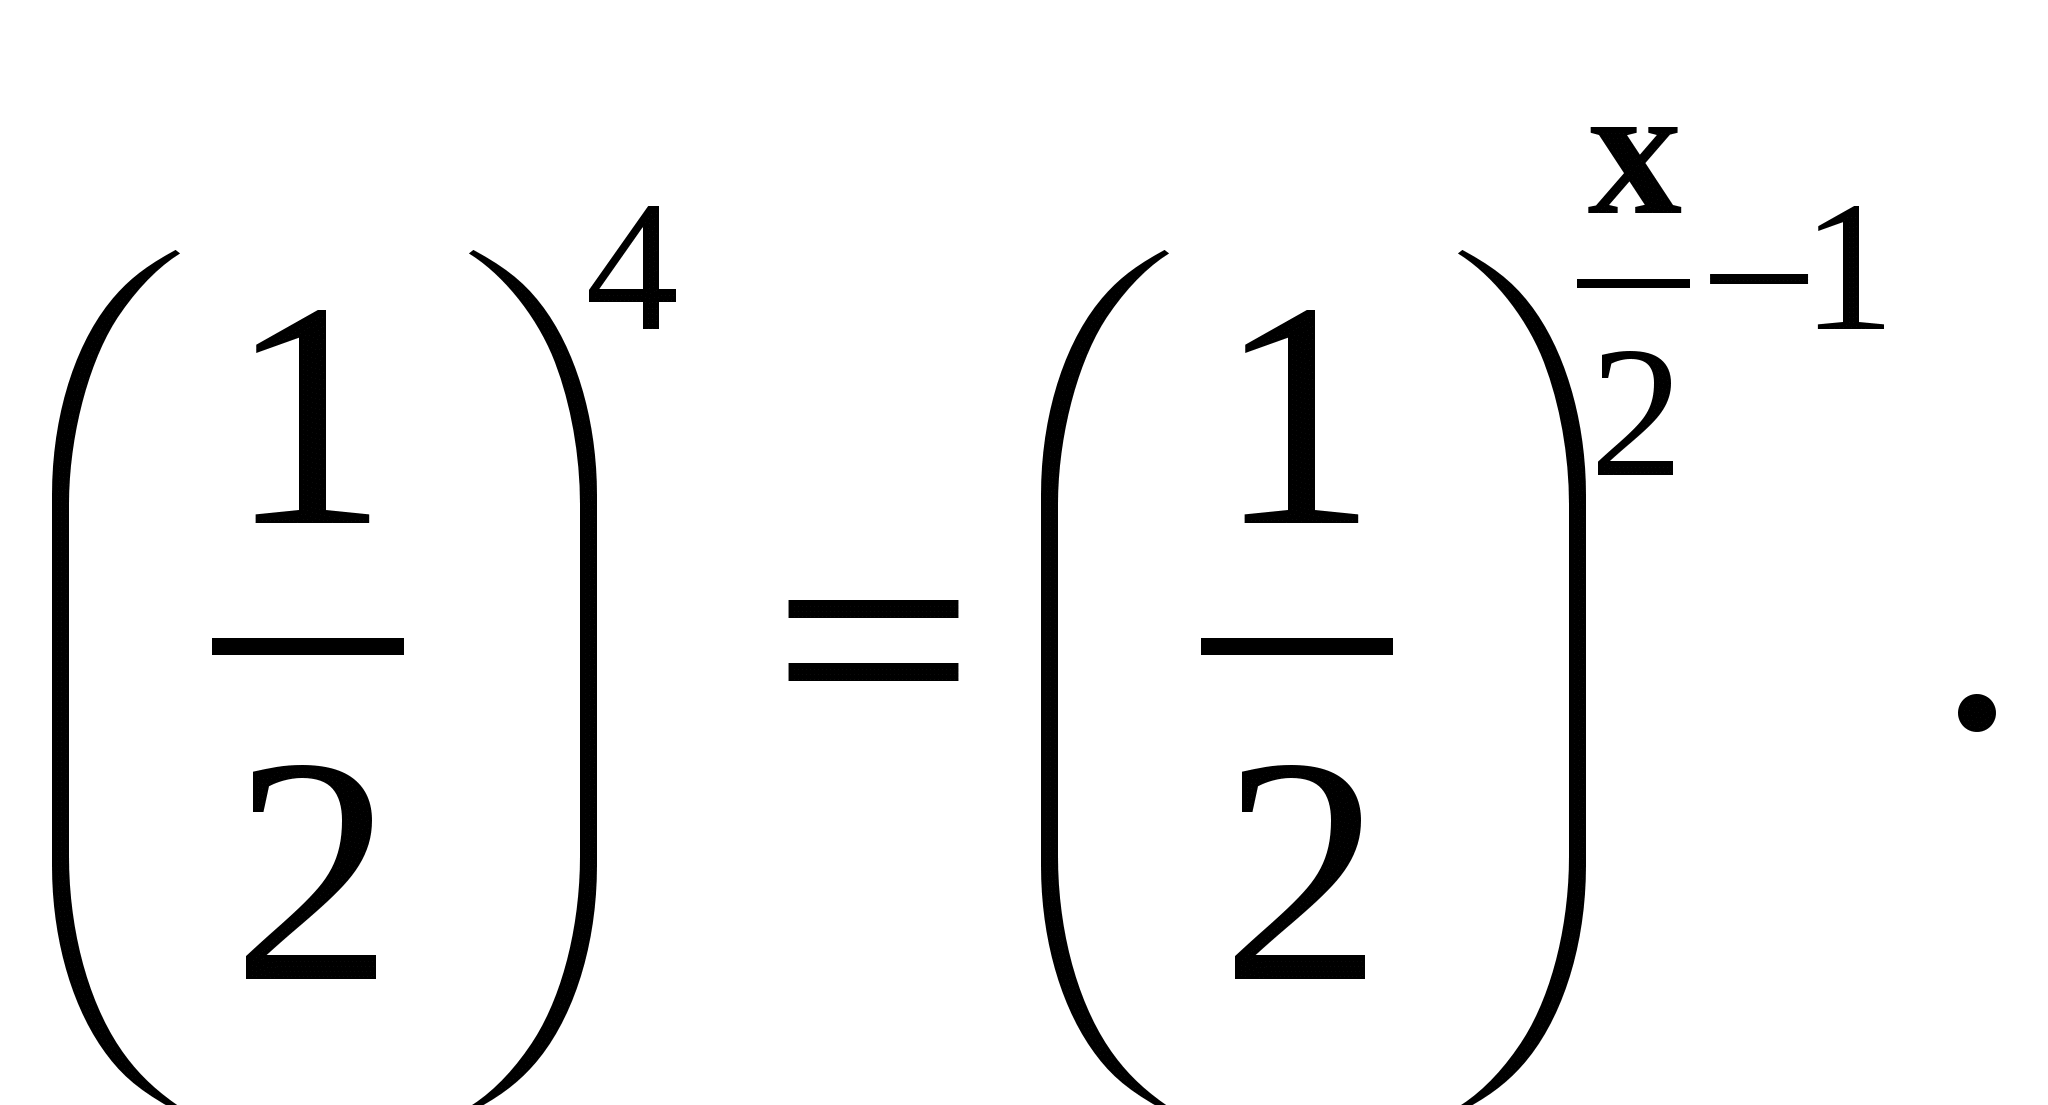 (1/2)^4 = (1/2)^(x/2 − 1).